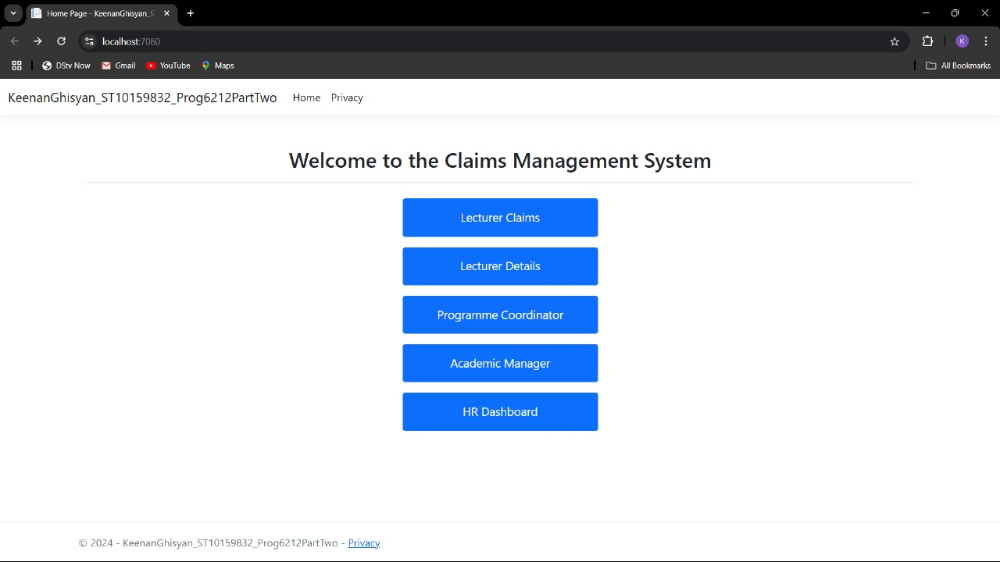 Home Page - KeenanGhisyan_S
localhost:7060
K
DStv Now Gmail YouTube Maps All Bookmarks
KeenanGhisyan_ST10159832_Prog6212PartTwo Home Privacy
Welcome to the Claims Management System
Lecturer Claims
Lecturer Details
Programme Coordinator
Academic Manager
HR Dashboard
© 2024 - KeenanGhisyan_ST10159832_Prog6212PartTwo - Privacy